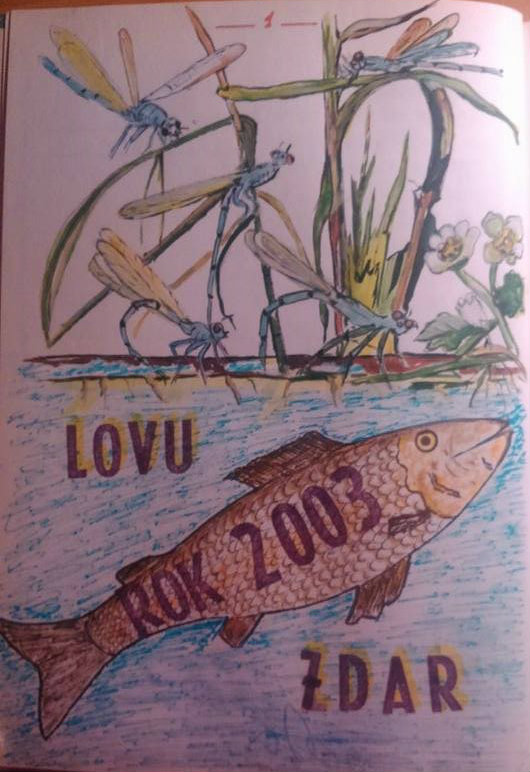 — 1 —
LOVU
ROK 2003
ZDAR